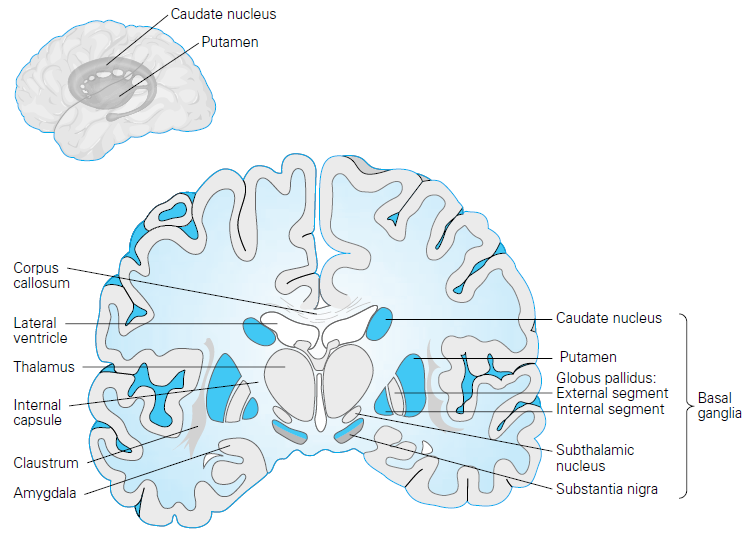 Caudate nucleus
Putamen
Corpus
callosum
Lateral
ventricle
Thalamus
Internal
capsule
Claustrum
Amygdala
Caudate nucleus
Putamen
Globus pallidus:
External segment
Internal segment
Subthalamic
nucleus
Substantia nigra
Basal
ganglia